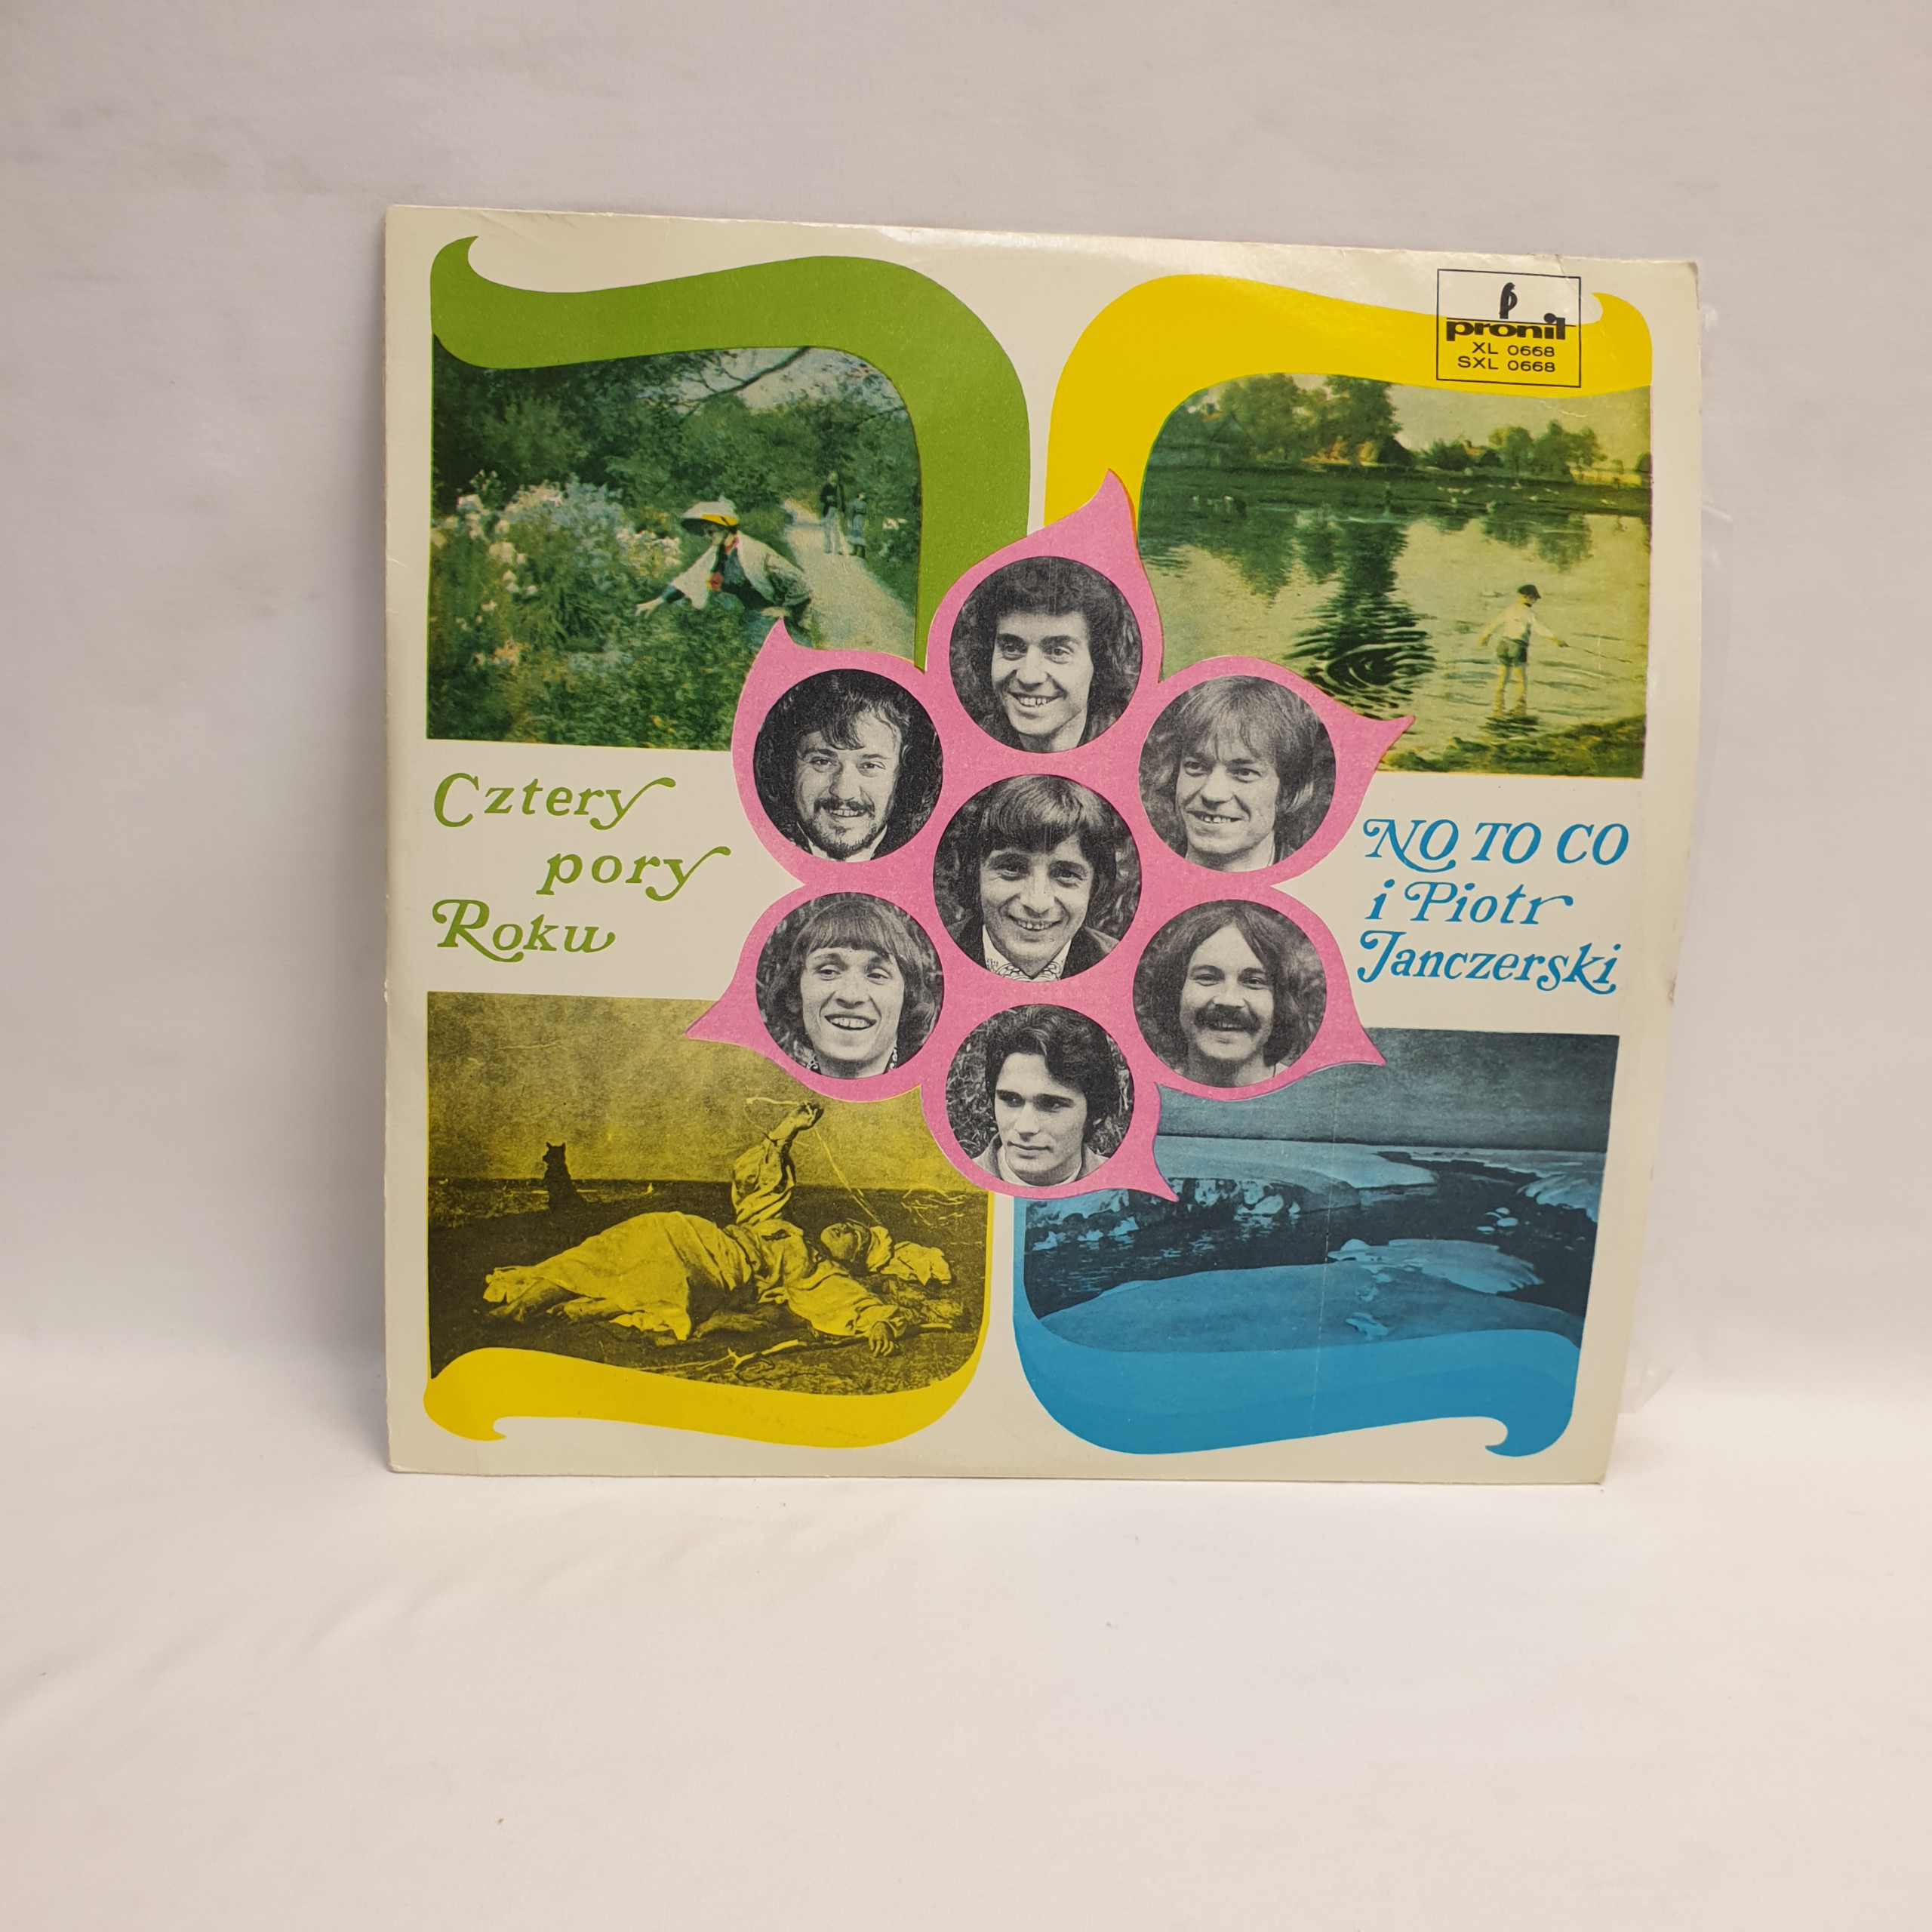 pronit
XL 0668
SXL 0668
Cztery
pory
Roku
NO TO CO
i Piotr
Janczerski